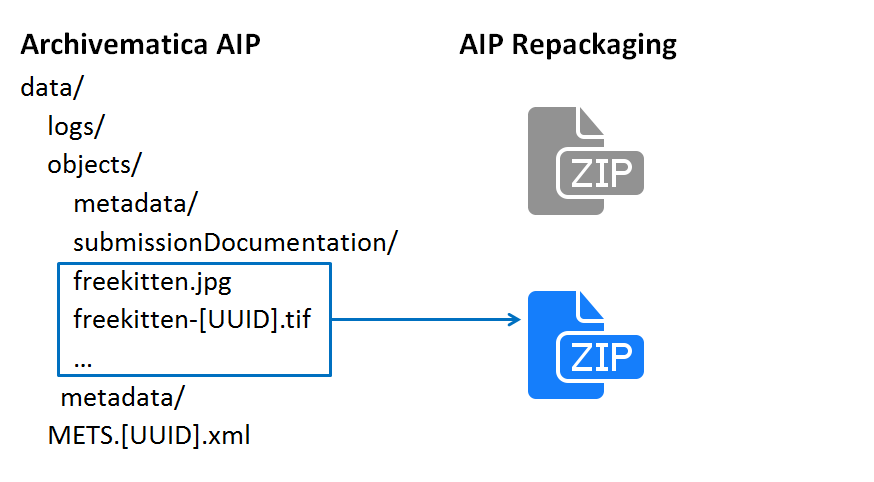 Archivematica AIP
AIP Repackaging
data/
logs/
objects/
metadata/
submissionDocumentation/
freekitten.jpg
freekitten-[UUID].tif
...
metadata/
METS.[UUID].xml
ZIP
ZIP